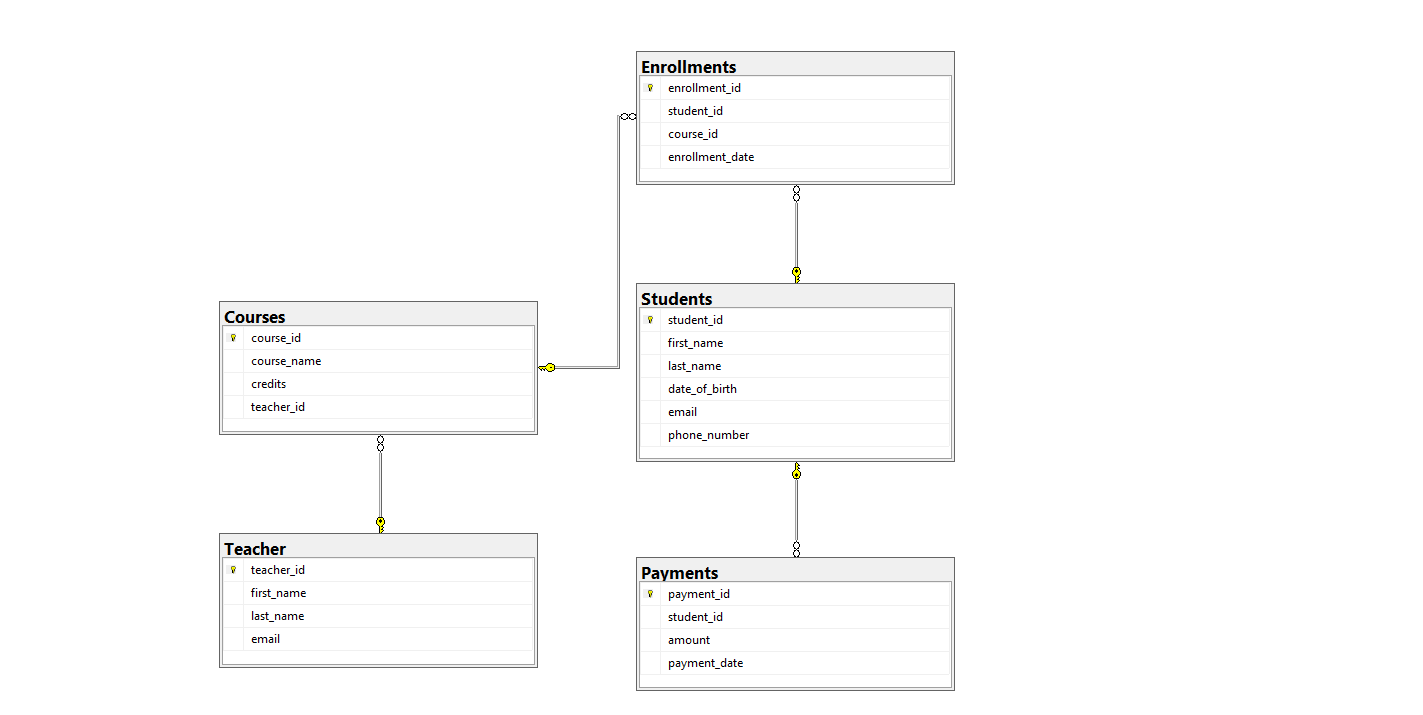 Enrollments
enrollment_id
student_id
course_id
enrollment_date
Students
student_id
first_name
last_name
date_of_birth
email
phone_number
Courses
course_id
course_name
credits
teacher_id
Teacher
teacher_id
first_name
last_name
email
Payments
payment_id
student_id
amount
payment_date